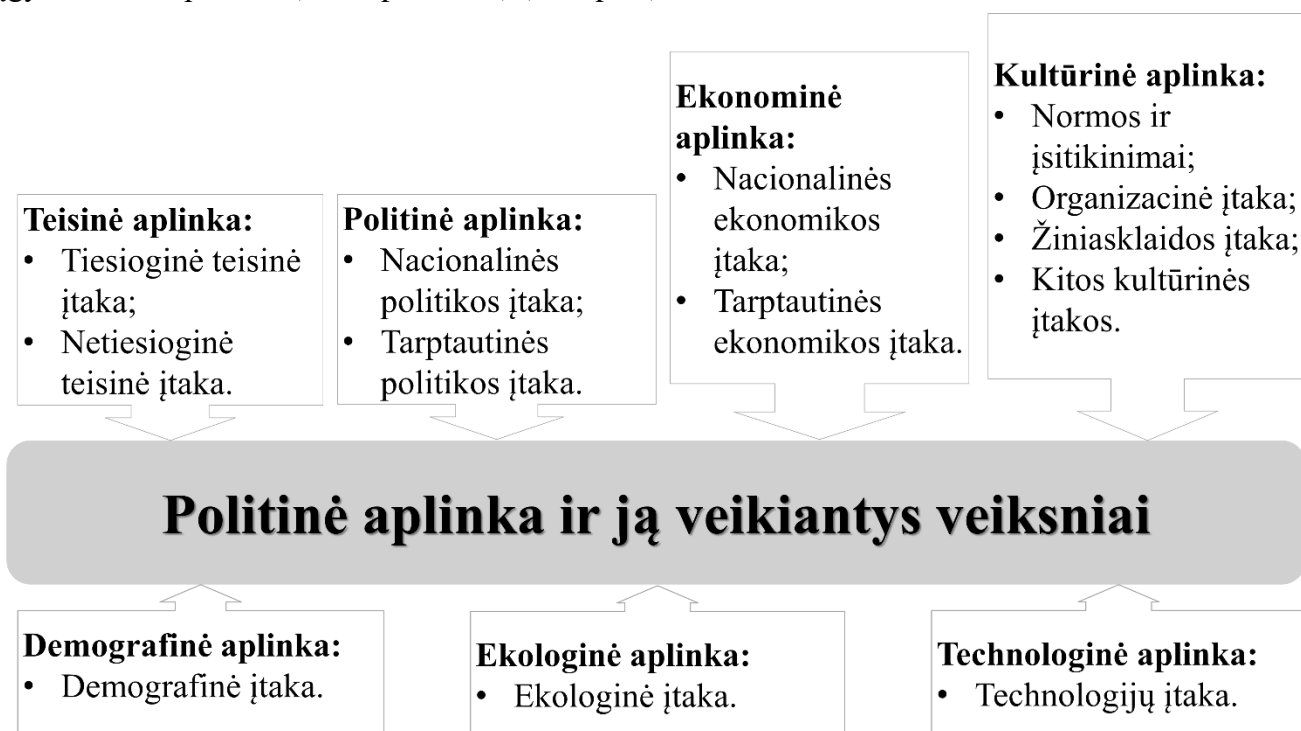 Teisinė aplinka:
• Tiesioginė teisinė
įtaka;
• Netiesioginė
teisinė įtaka.
Politinė aplinka:
• Nacionalinės
politikos įtaka;
• Tarptautinės
politikos įtaka.
Ekonominė
aplinka:
• Nacionalinės
ekonomikos
įtaka;
• Tarptautinės
ekonomikos įtaka.
Kultūrinė aplinka:
• Normos ir
įsitikinimai;
• Organizacinė įtaka;
• Žiniasklaidos įtaka;
• Kitos kultūrinės
įtakos.
Politinė aplinka ir ją veikiantys veiksniai
Demografinė aplinka:
• Demografinė įtaka.
Ekologinė aplinka:
• Ekologinė įtaka.
Technologinė aplinka:
• Technologijų įtaka.